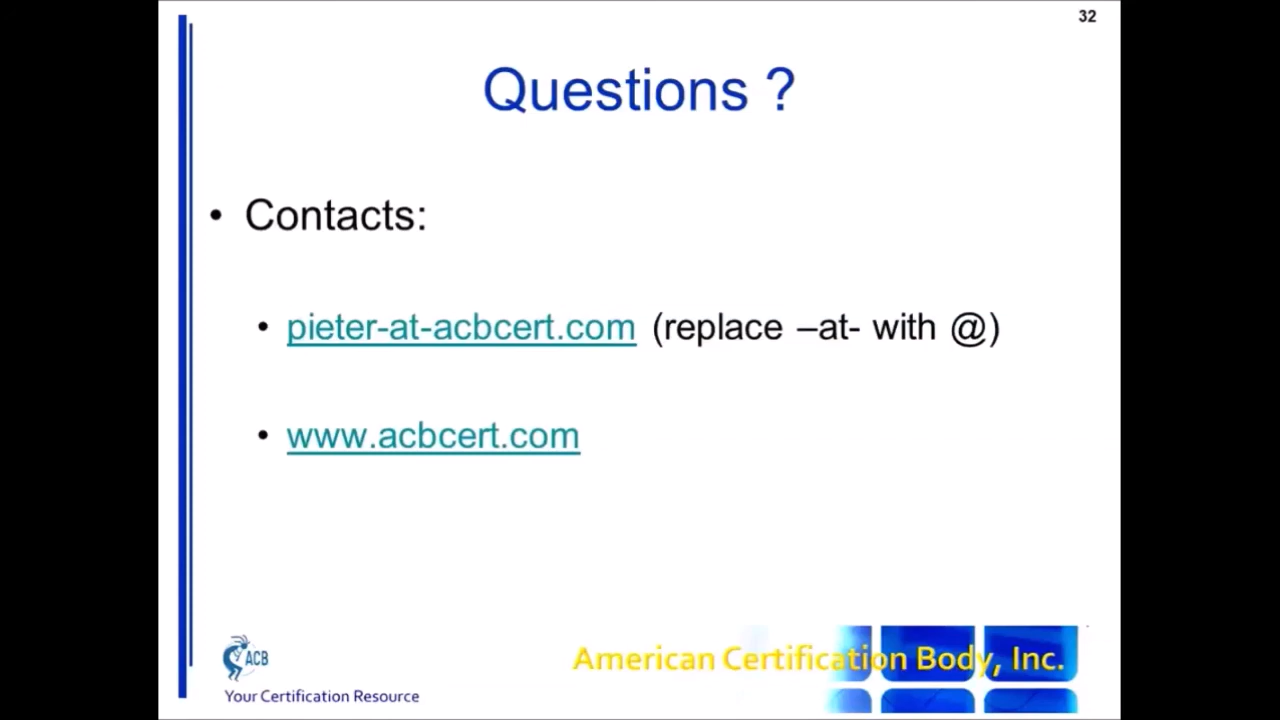 32
Questions ?
• Contacts:
• pieter-at-acbcert.com (replace –at- with @)
• www.acbcert.com
ACB
American Certification Body, Inc.
Your Certification Resource